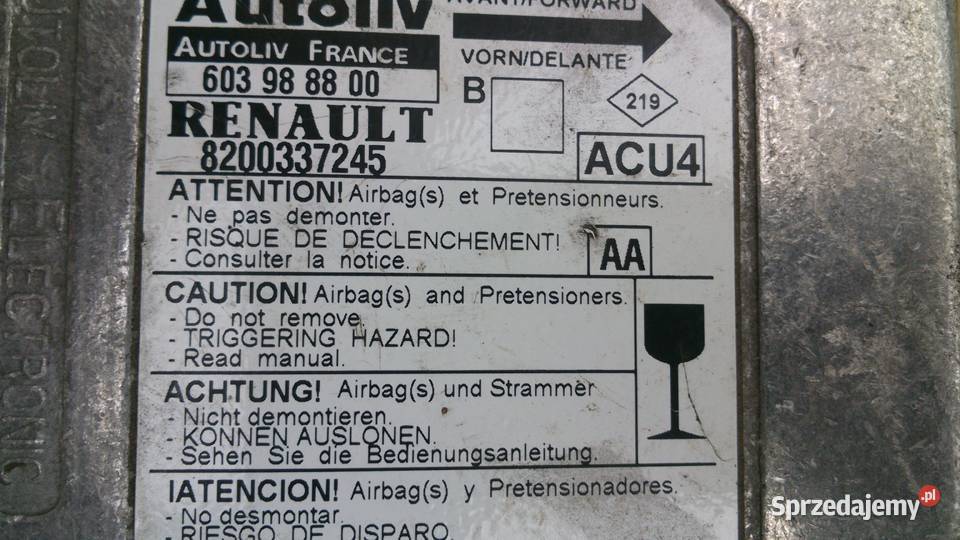 Autoliv
AUTOLIV FRANCE
603 98 88 00
AVANT/FORWARD
VORN/DELANTE
B
219
RENAULT
8200337245
ACU4
ATTENTION! Airbag(s) et Pretensionneurs.
- Ne pas demonter.
- RISQUE DE DECLENCHEMENT!
- Consulter la notice.
AA
CAUTION! Airbag(s) and Pretensioners.
- Do not remove
- TRIGGERING HAZARD!
- Read manual.
ACHTUNG! Airbag(s) und Strammer
- Nicht demontieren.
- KONNEN AUSLONEN.
- Sehen Sie die Bedienungsanleitung.
IATENCION! Airbag(s) y Pretensionadores.
- No desmontar.
- RIESGO DE DISPARO.
AUTOLIV ELECTRONIC
Sprzedajemy.pl